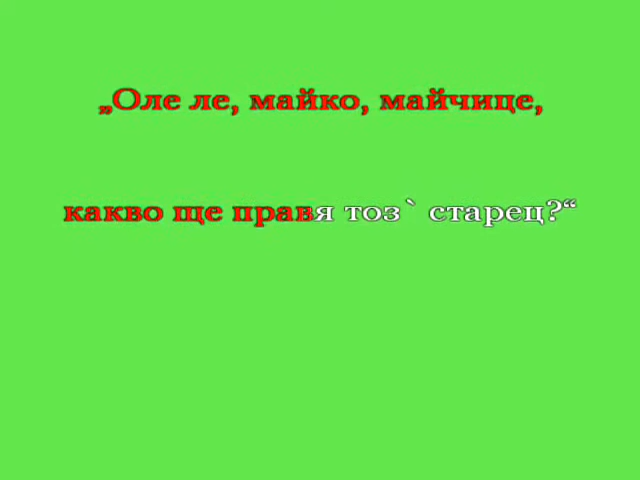 „Оле ле, майко, майчице,
какво ще правя тоз` старец?“